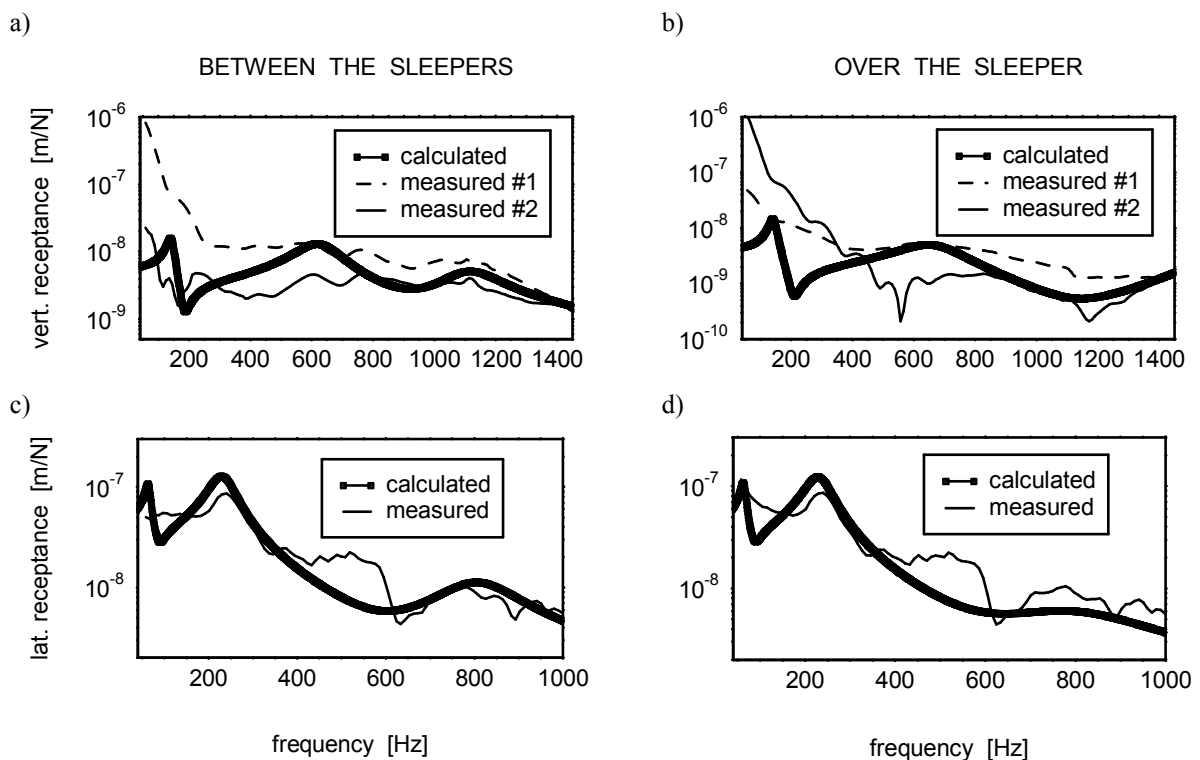 a)
BETWEEN THE SLEEPERS
vert. receptance [m/N]
10^-6
10^-7
10^-8
10^-9
calculated
measured #1
measured #2
200 400 600 800 1000 1200 1400
b)
OVER THE SLEEPER
10^-6
10^-7
10^-8
10^-9
10^-10
calculated
measured #1
measured #2
200 400 600 800 1000 1200 1400
c)
lat. receptance [m/N]
10^-7
10^-8
calculated
measured
200 400 600 800 1000
frequency [Hz]
d)
10^-7
10^-8
calculated
measured
200 400 600 800 1000
frequency [Hz]